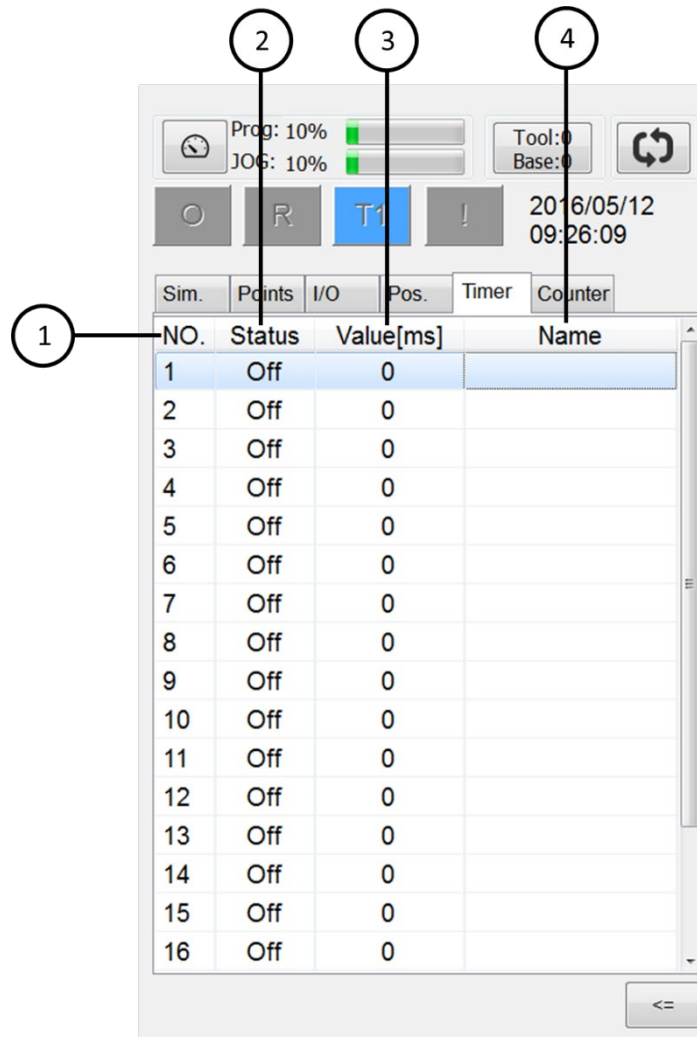 2 3 4
Prog: 10%
JOG: 10%
Tool:0
Base:0
O R T1 !
2016/05/12
09:26:09
Sim. Points I/O Pos. Timer Counter
1
NO. Status Value[ms] Name
1 Off 0
2 Off 0
3 Off 0
4 Off 0
5 Off 0
6 Off 0
7 Off 0
8 Off 0
9 Off 0
10 Off 0
11 Off 0
12 Off 0
13 Off 0
14 Off 0
15 Off 0
16 Off 0
<=